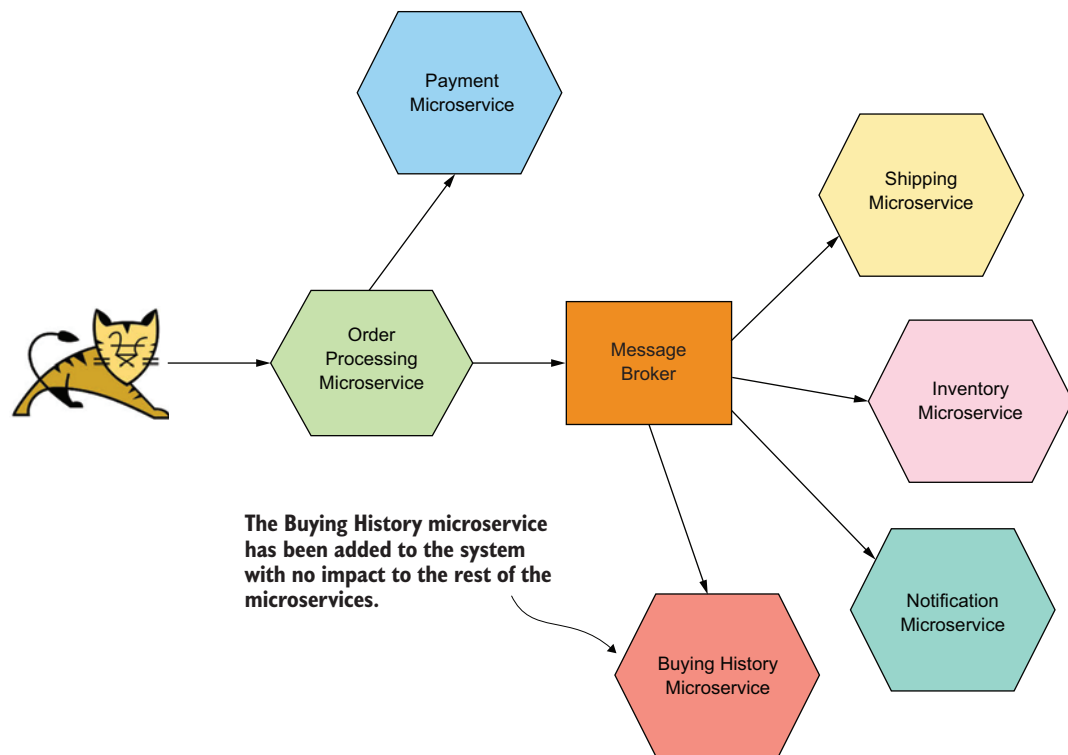 Payment
Microservice
Shipping
Microservice
Order
Processing
Microservice
Message
Broker
Inventory
Microservice
The Buying History microservice
has been added to the system
with no impact to the rest of the
microservices.
Notification
Microservice
Buying History
Microservice